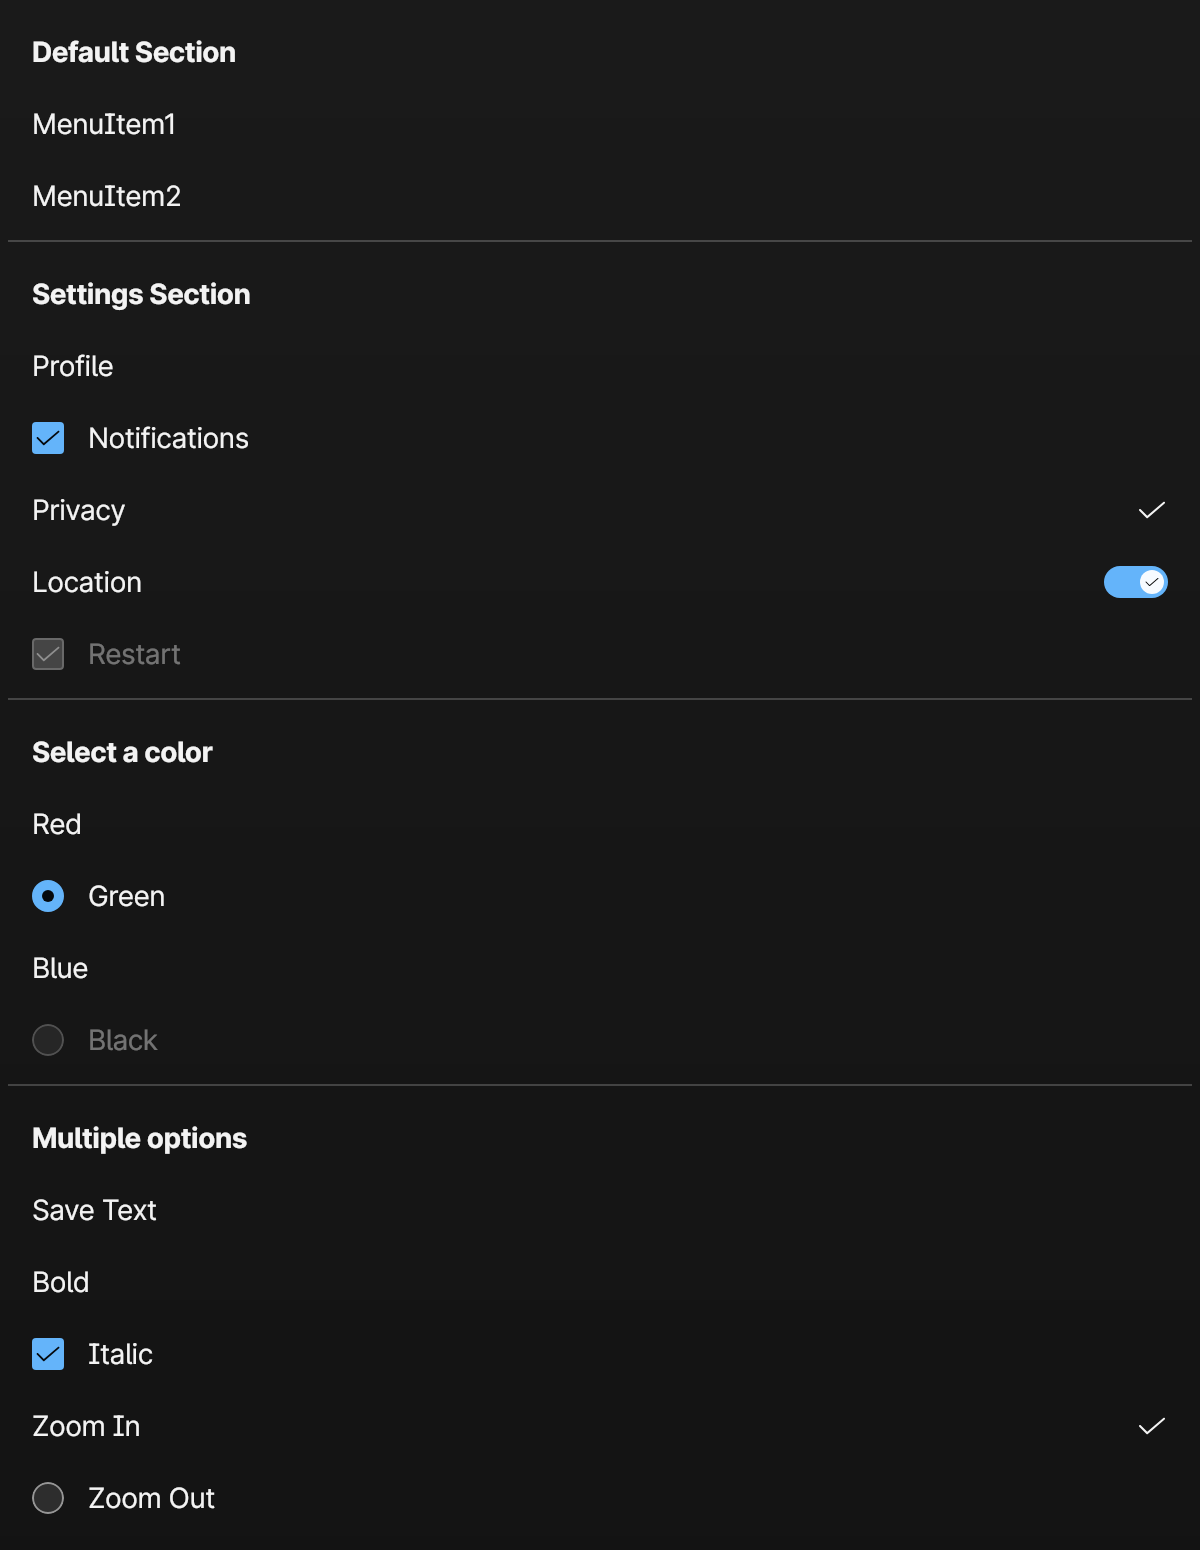 Default Section
MenuItem1
MenuItem2
Settings Section
Profile
Notifications
Privacy
Location
Restart
Select a color
Red
Green
Blue
Black
Multiple options
Save Text
Bold
Italic
Zoom In
Zoom Out